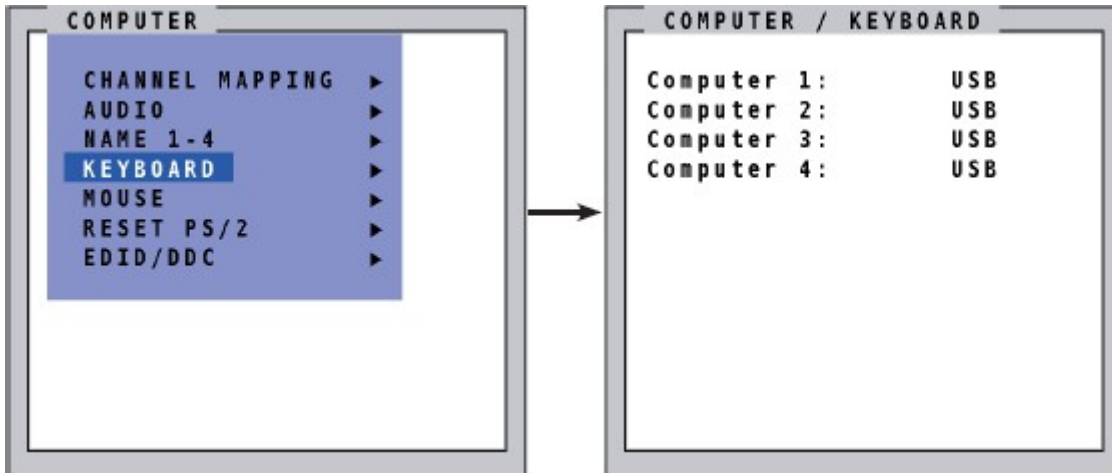 COMPUTER
CHANNEL MAPPING ►
AUDIO ►
NAME 1-4 ►
KEYBOARD ►
MOUSE ►
RESET PS/2 ►
EDID/DDC ►
COMPUTER / KEYBOARD
Computer 1: USB
Computer 2: USB
Computer 3: USB
Computer 4: USB